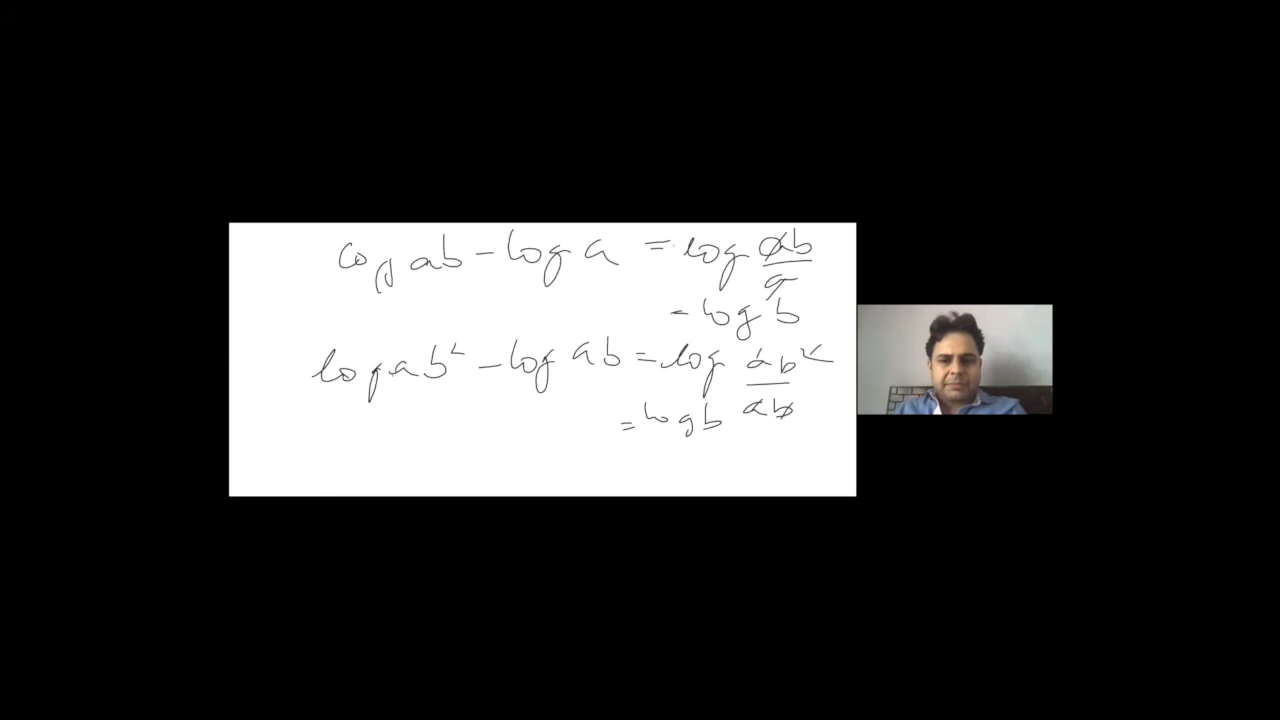 log ab - log a = log ab/a
= log b
log ab² - log ab = log ab²/ab
= log b